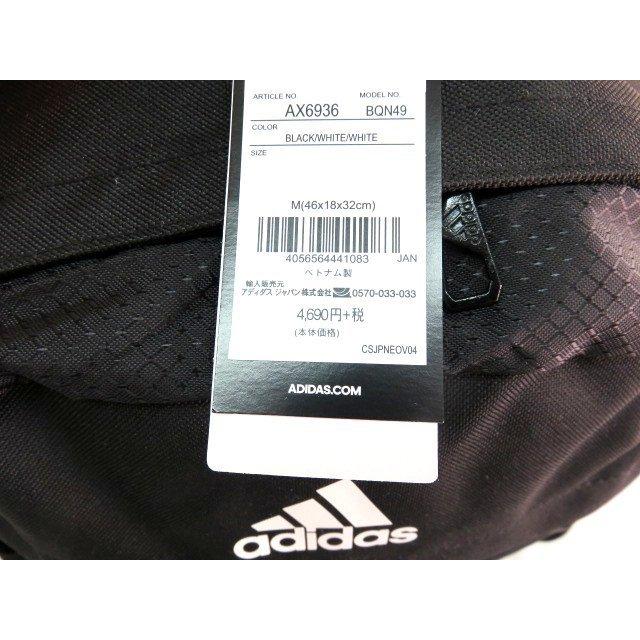 ARTICLE NO. MODEL NO.
AX6936 BQN49
COLOR
BLACK/WHITE/WHITE
SIZE
M(46x18x32cm)
4056564441083 JAN
ベトナム製
輸入販売元
アディダス ジャパン株式会社 0570-033-033
4,690円+税
(本体価格)
CSJPNEOV04
ADIDAS.COM
adidas
adidas